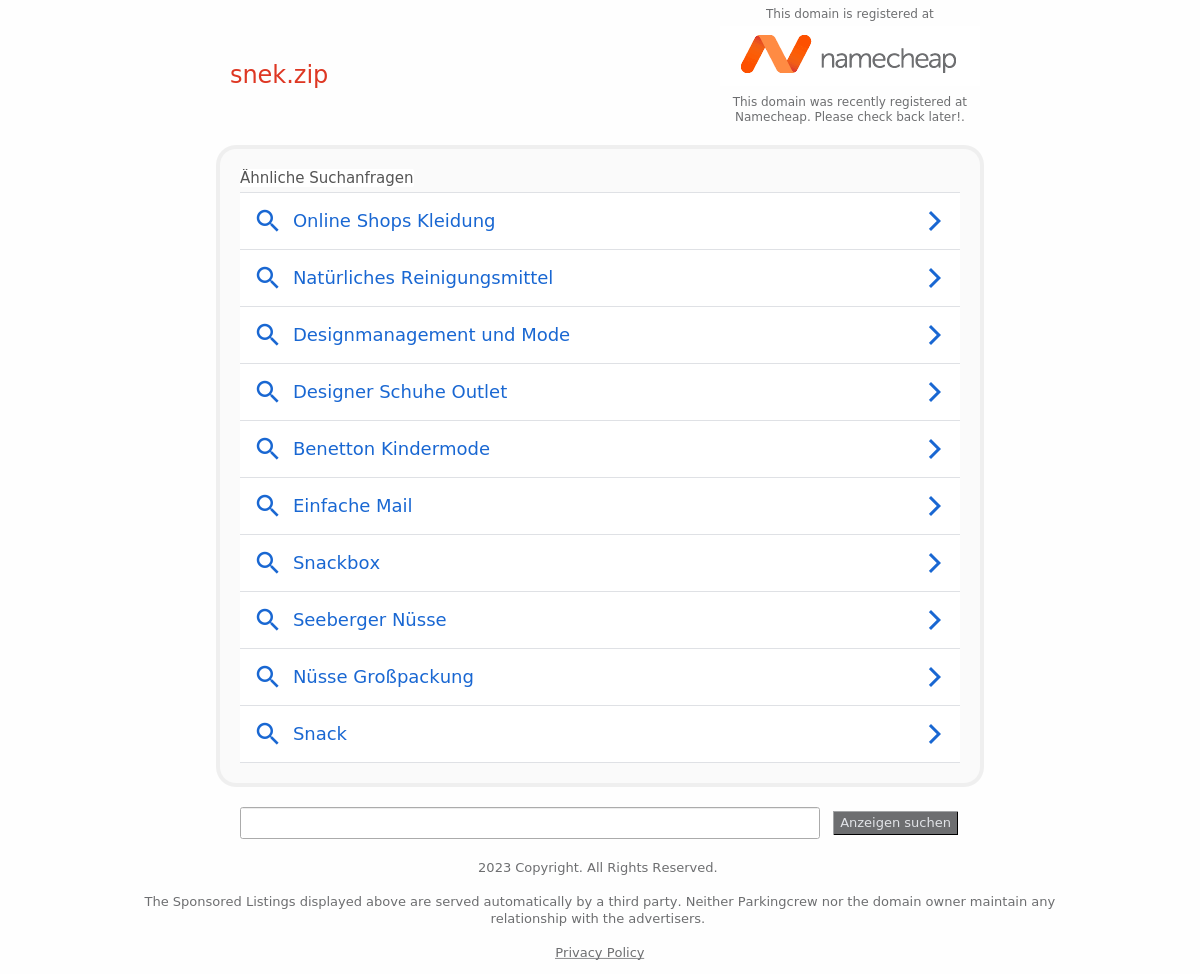 This domain is registered at
namecheap
snek.zip
This domain was recently registered at
Namecheap. Please check back later!.
Ähnliche Suchanfragen
Online Shops Kleidung
Natürliches Reinigungsmittel
Designmanagement und Mode
Designer Schuhe Outlet
Benetton Kindermode
Einfache Mail
Snackbox
Seeberger Nüsse
Nüsse Großpackung
Snack
Anzeigen suchen
2023 Copyright. All Rights Reserved.
The Sponsored Listings displayed above are served automatically by a third party. Neither Parkingcrew nor the domain owner maintain any
relationship with the advertisers.
Privacy Policy